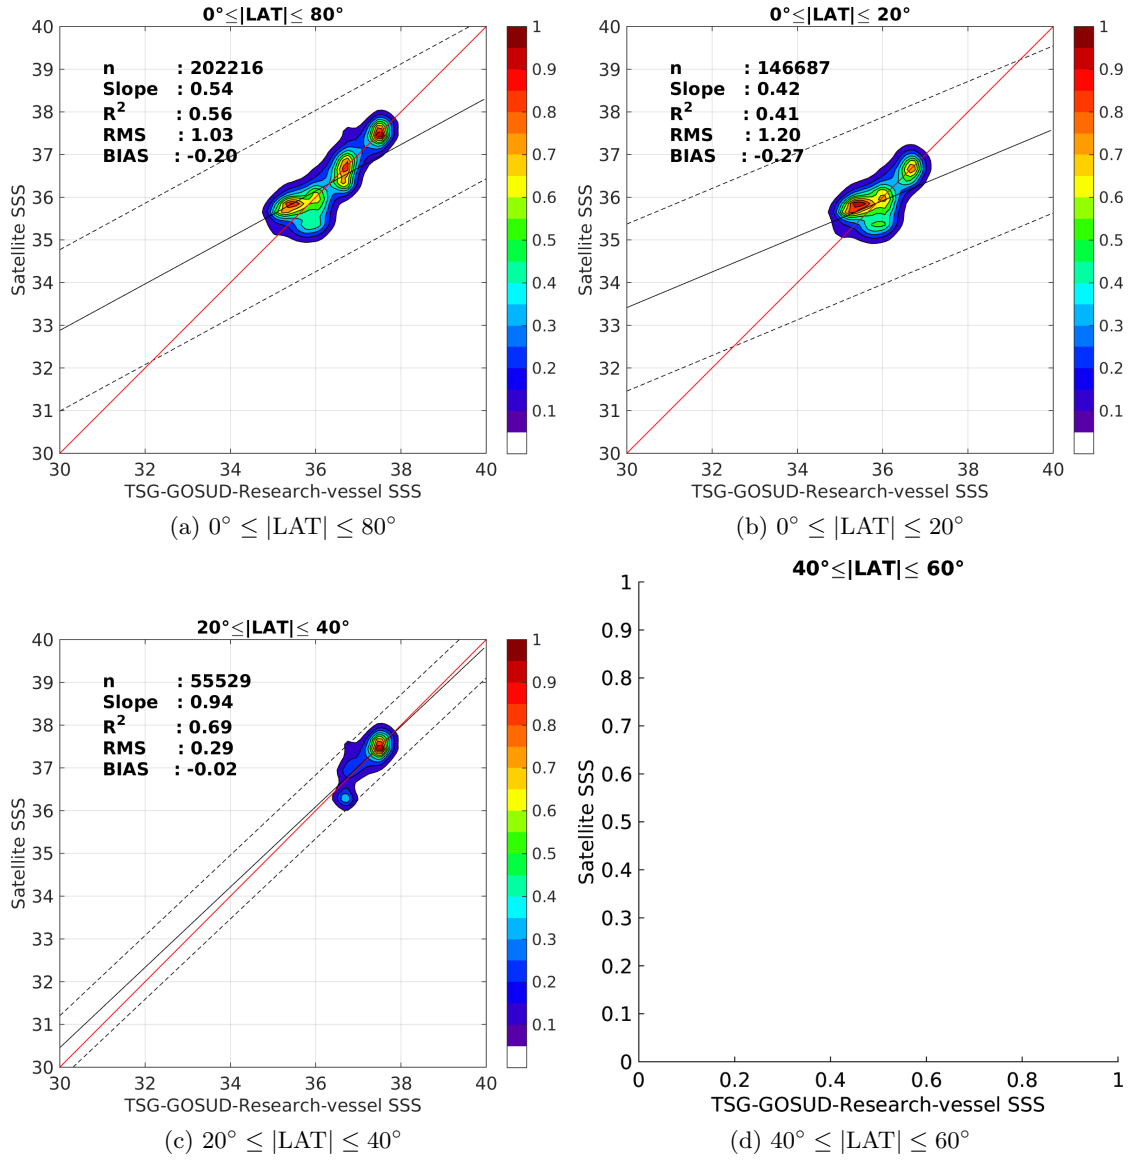 0°≤|LAT|≤ 80°
40
39
38
37
36
35
34
33
32
31
30
n : 202216
Slope : 0.54
R2 : 0.56
RMS : 1.03
BIAS : -0.20
Satellite SSS
30 32 34 36 38 40
TSG-GOSUD-Research-vessel SSS
1
0.9
0.8
0.7
0.6
0.5
0.4
0.3
0.2
0.1
(a) 0° ≤ |LAT| ≤ 80°
0°≤|LAT|≤ 20°
40
39
38
37
36
35
34
33
32
31
30
n : 146687
Slope : 0.42
R2 : 0.41
RMS : 1.20
BIAS : -0.27
Satellite SSS
30 32 34 36 38 40
TSG-GOSUD-Research-vessel SSS
1
0.9
0.8
0.7
0.6
0.5
0.4
0.3
0.2
0.1
(b) 0° ≤ |LAT| ≤ 20°
20°≤|LAT|≤ 40°
40
39
38
37
36
35
34
33
32
31
30
n : 55529
Slope : 0.94
R2 : 0.69
RMS : 0.29
BIAS : -0.02
Satellite SSS
30 32 34 36 38 40
TSG-GOSUD-Research-vessel SSS
1
0.9
0.8
0.7
0.6
0.5
0.4
0.3
0.2
0.1
(c) 20° ≤ |LAT| ≤ 40°
40°≤|LAT|≤ 60°
1
0.9
0.8
0.7
0.6
0.5
0.4
0.3
0.2
0.1
0
Satellite SSS
0 0.2 0.4 0.6 0.8 1
TSG-GOSUD-Research-vessel SSS
(d) 40° ≤ |LAT| ≤ 60°